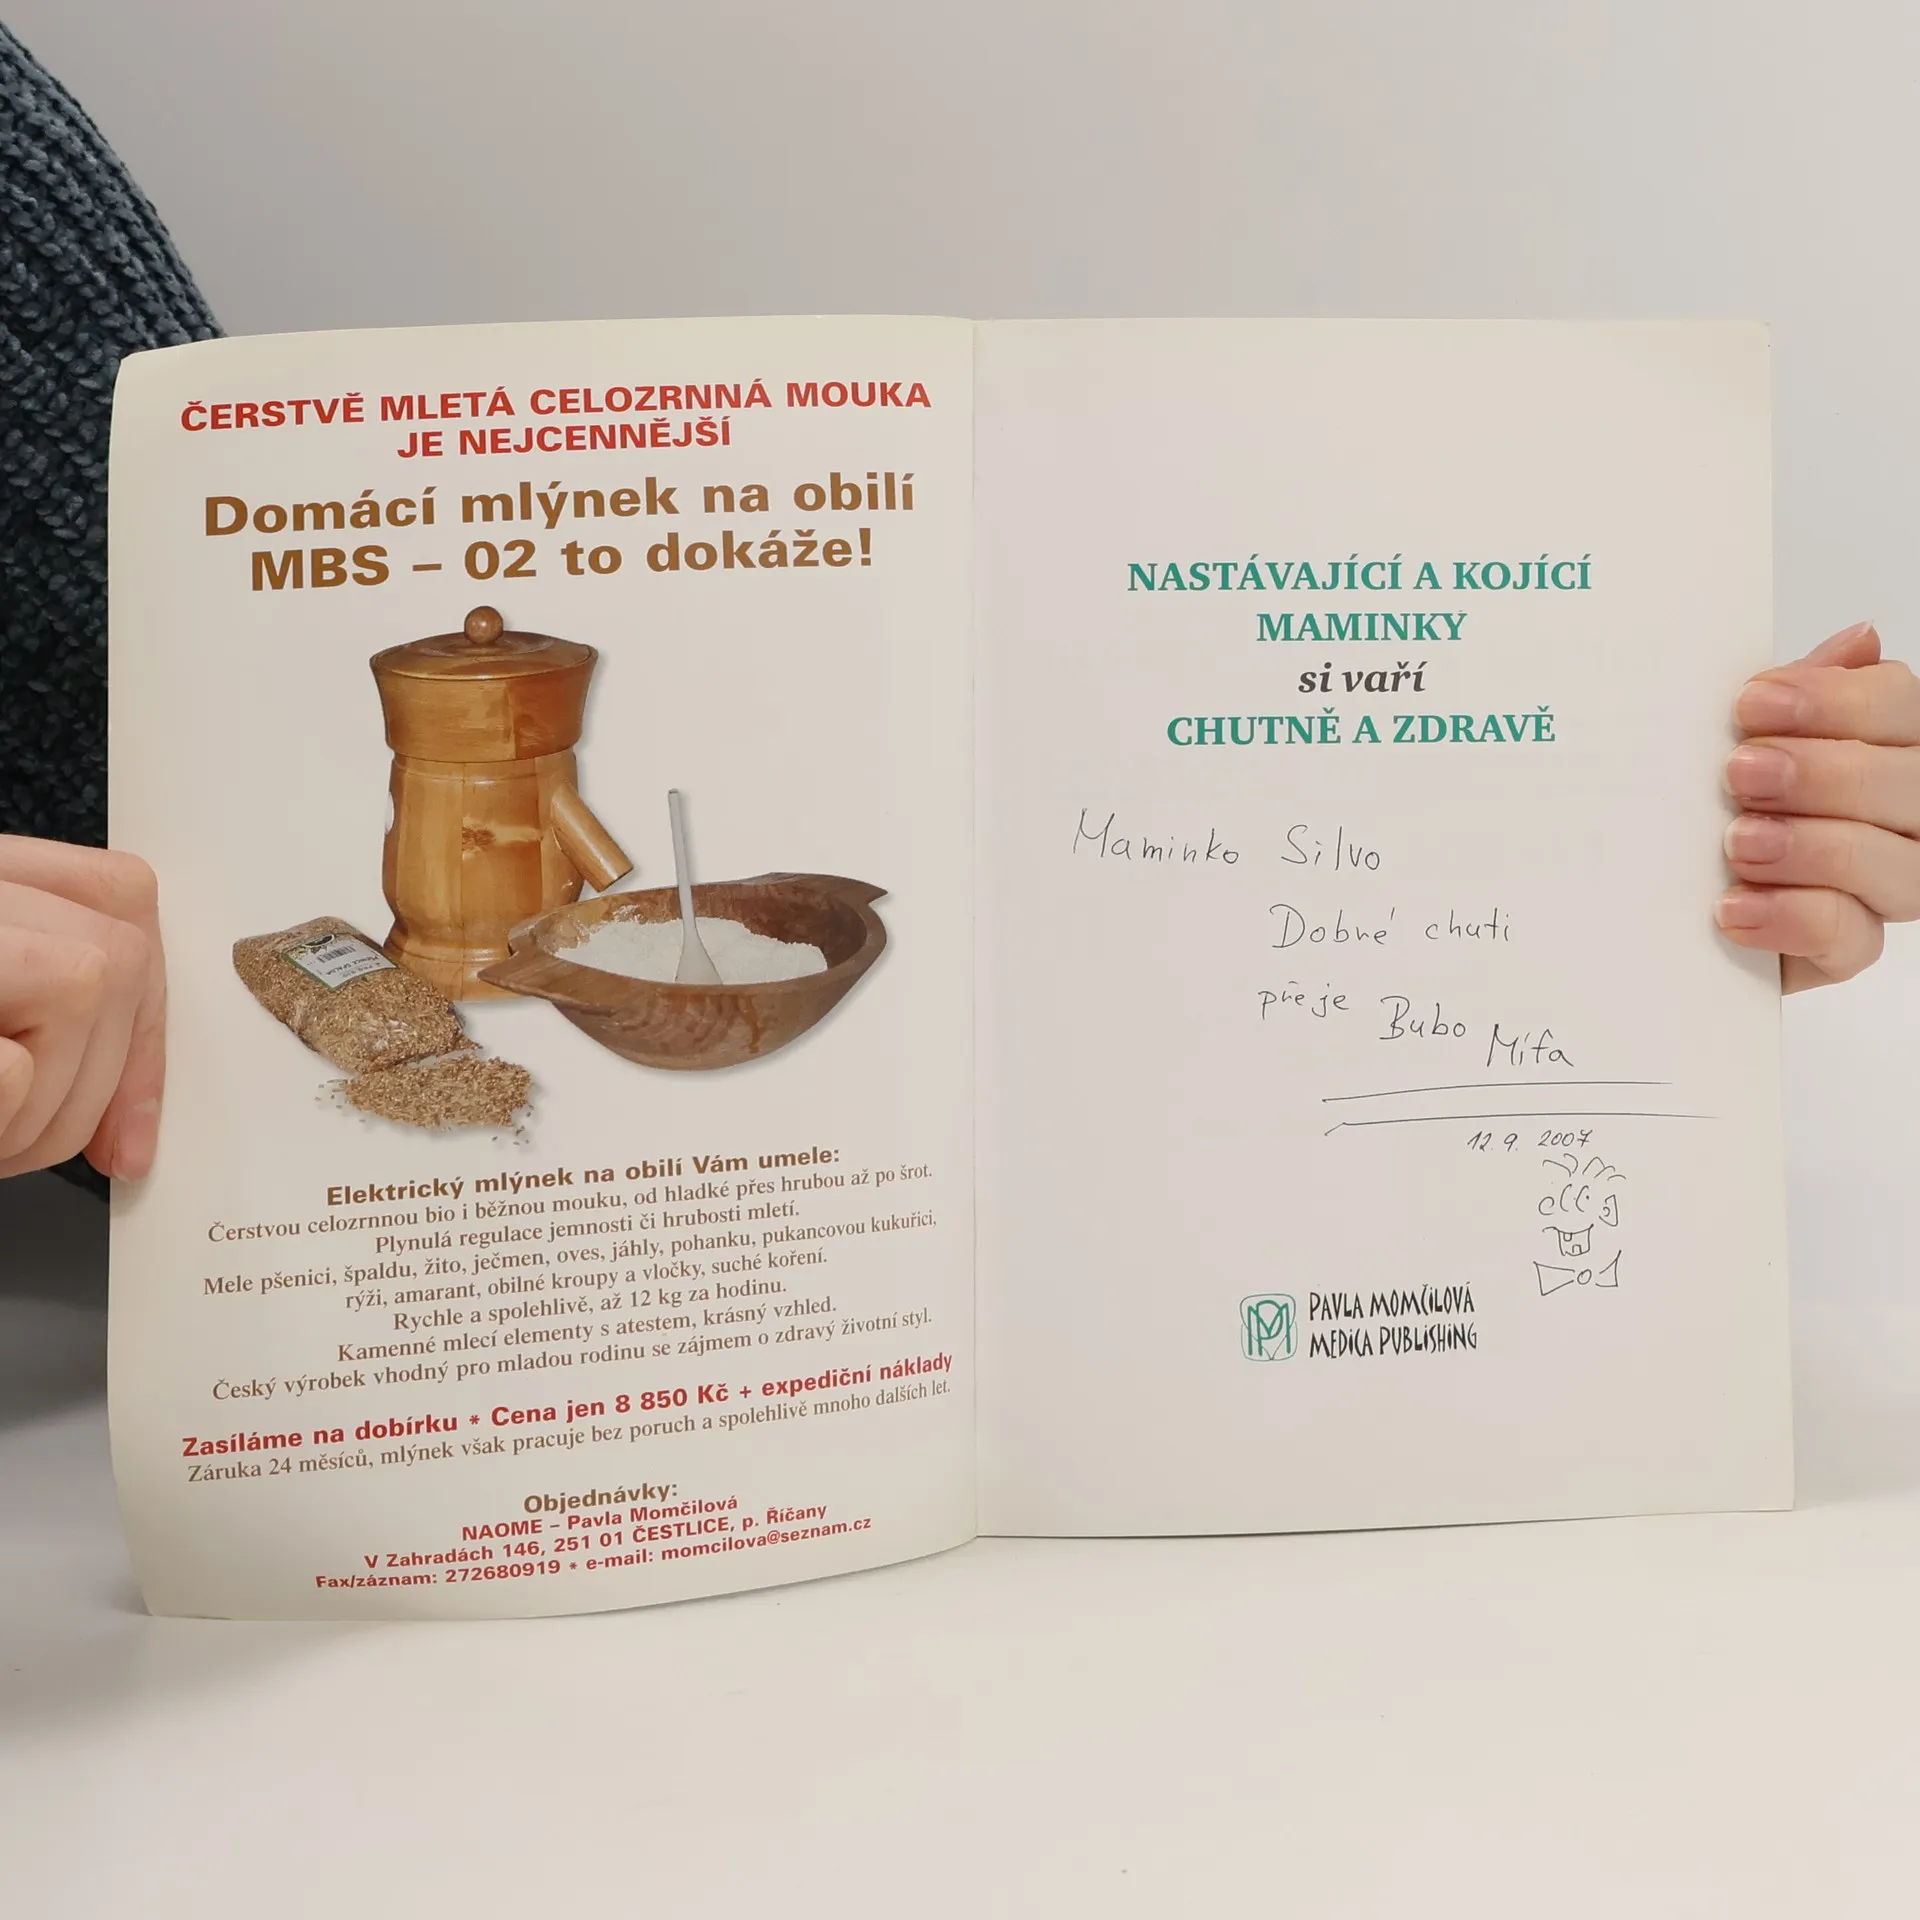 ČERSTVĚ MLETÁ CELOZRNNÁ MOUKA
JE NEJCENNĚJŠÍ
Domácí mlýnek na obilí
MBS – 02 to dokáže!
Elektrický mlýnek na obilí Vám umele:
Čerstvou celozrnnou bio i běžnou mouku, od hladké přes hrubou až po šrot.
Plynulá regulace jemnosti či hrubosti mletí.
Mele pšenici, špaldu, žito, ječmen, oves, jáhly, pohanku, pukancovou kukuřici,
rýži, amarant, obilné kroupy a vločky, suché koření.
Rychle a spolehlivě, až 12 kg za hodinu.
Kamenné mlecí elementy s atestem, krásný vzhled.
Český výrobek vhodný pro mladou rodinu se zájmem o zdravý životní styl.
Zasíláme na dobírku * Cena jen 8 850 Kč + expediční náklady
Záruka 24 měsíců, mlýnek však pracuje bez poruch a spolehlivě mnoho dalších let.
Objednávky:
NAOME – Pavla Momčilová
V Zahradách 146, 251 01 ČESTLICE, p. Říčany
Fax/záznam: 272680919 * e-mail: momcilova@seznam.cz
NASTÁVAJÍCÍ A KOJÍCÍ
MAMINKY
si vaří
CHUTNĚ A ZDRAVĚ
Maminko Silvo
Dobré chuti
přeje Bubo Míťa
12. 9. 2007
PAVLA MOMČILOVÁ
MEDICA PUBLISHING